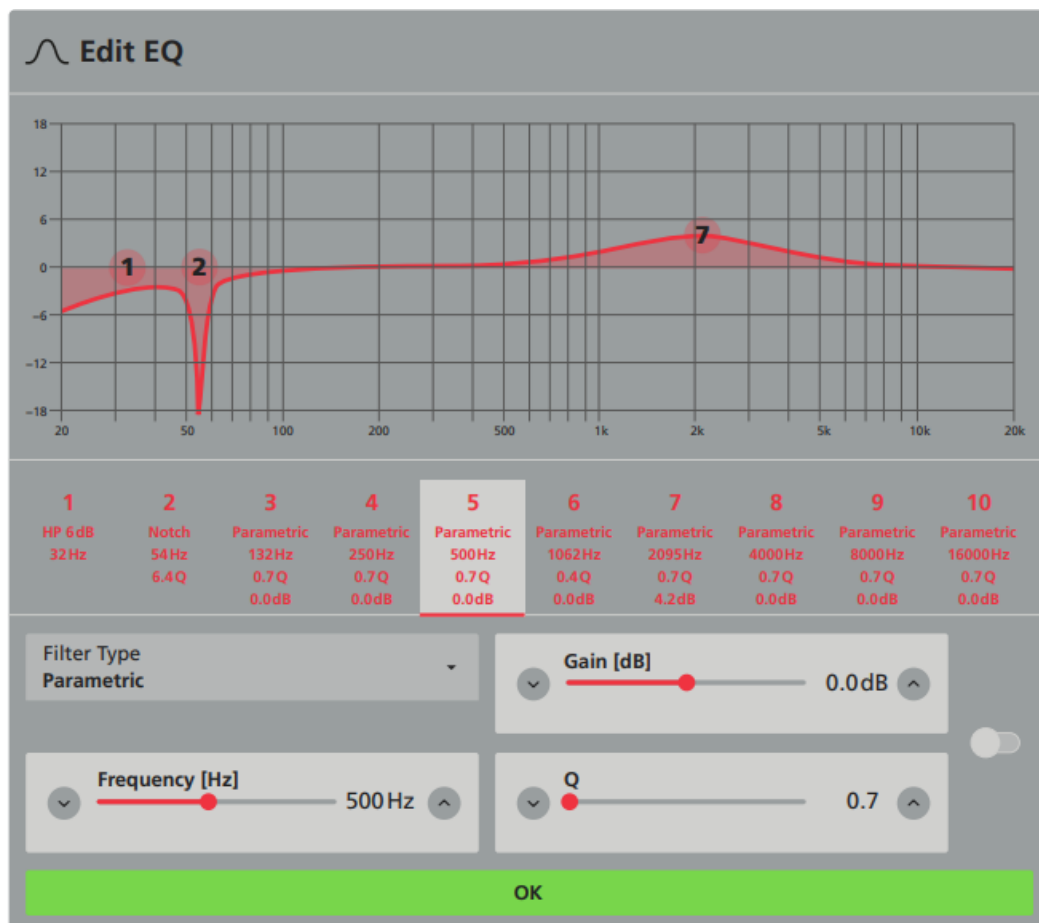 Edit EQ
18
12
6
0
−6
−12
−18
1
2
7
20 50 100 200 500 1k 2k 5k 10k 20k
1 2 3 4 5 6 7 8 9 10
HP 6dB Notch Parametric Parametric Parametric Parametric Parametric Parametric Parametric Parametric
32Hz 54Hz 132Hz 250Hz 500Hz 1062Hz 2095Hz 4000Hz 8000Hz 16000Hz
6.4Q 0.7Q 0.7Q 0.7Q 0.4Q 0.7Q 0.7Q 0.7Q 0.7Q
0.0dB 0.0dB 0.0dB 0.0dB 4.2dB 0.0dB 0.0dB 0.0dB
Filter Type
Parametric
Gain [dB]
0.0dB
Frequency [Hz]
500Hz
Q
0.7
OK